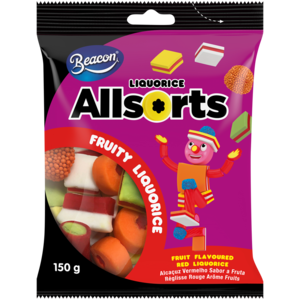 Beacon
LIQUORICE
Allsorts
FRUITY LIQUORICE
FRUIT FLAVOURED
RED LIQUORICE
Alcaçuz Vermelho Sabor a Fruta
Réglisse Rouge Arôme Fruits
150 g